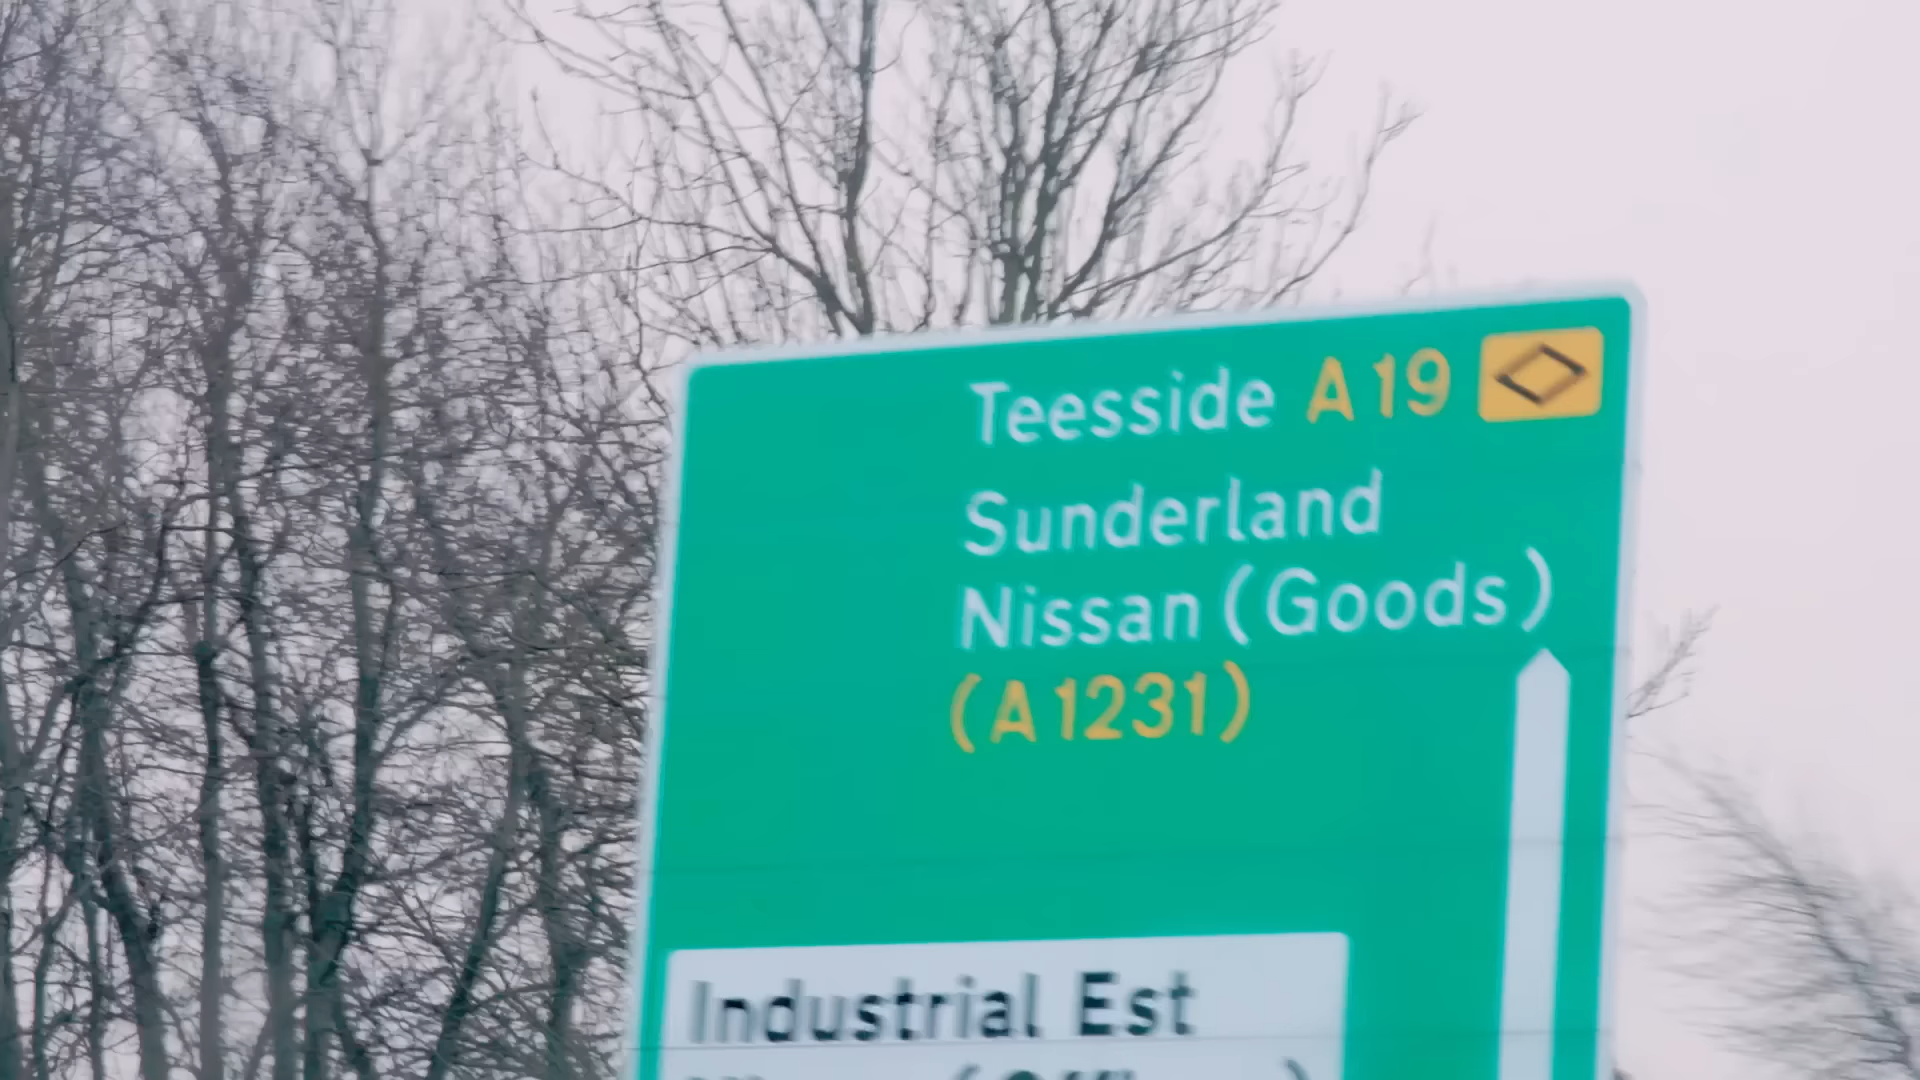 Teesside A19
Sunderland
Nissan (Goods)
(A1231)
Industrial Est